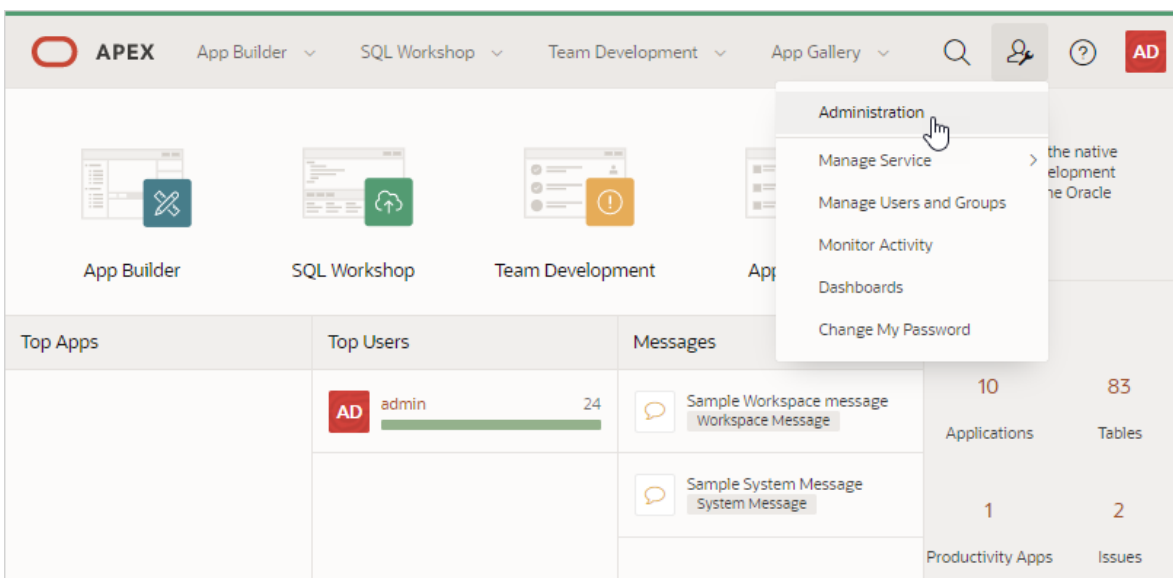 APEX App Builder SQL Workshop Team Development App Gallery AD
Administration
Manage Service
Manage Users and Groups
Monitor Activity
Dashboards
Change My Password
the native
elopment
ne Oracle
App Builder SQL Workshop Team Development App
Top Apps Top Users Messages
AD admin 24
Sample Workspace message
Workspace Message
Sample System Message
System Message
10 83
Applications Tables
1 2
Productivity Apps Issues